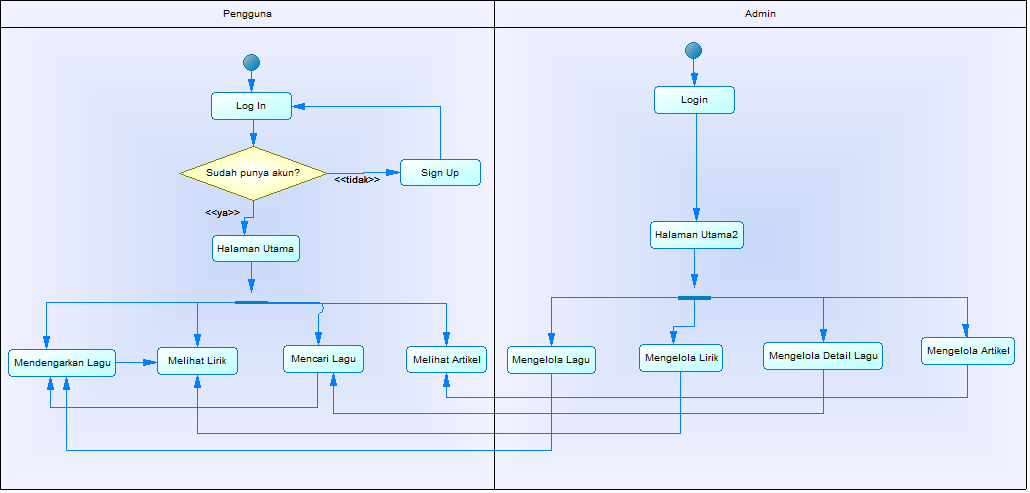 Pengguna
Admin
Log In
Login
Sudah punya akun?
<<tidak>>
Sign Up
<<ya>>
Halaman Utama
Halaman Utama2
Mendengarkan Lagu
Melihat Lirik
Mencari Lagu
Melihat Artikel
Mengelola Lagu
Mengelola Lirik
Mengelola Detail Lagu
Mengelola Artikel